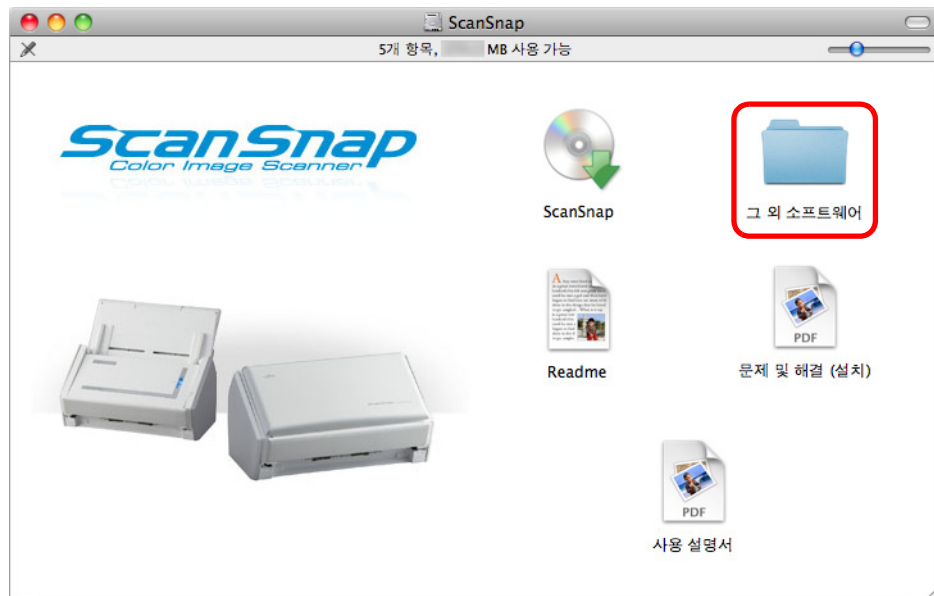 ScanSnap
5개 항목, MB 사용 가능
ScanSnap
Color Image Scanner
ScanSnap
그 외 소프트웨어
Readme
PDF
문제 및 해결 (설치)
PDF
사용 설명서